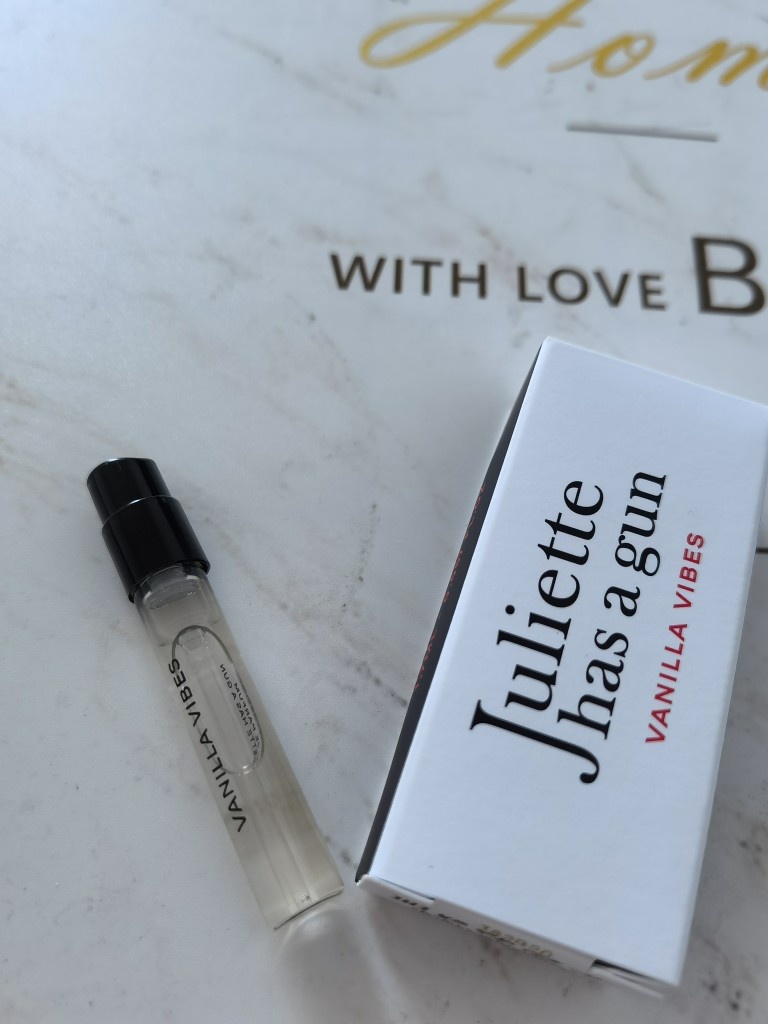 Hom
WITH LOVE B
Juliette
has a gun
VANILLA VIBES
VANILLA VIBES